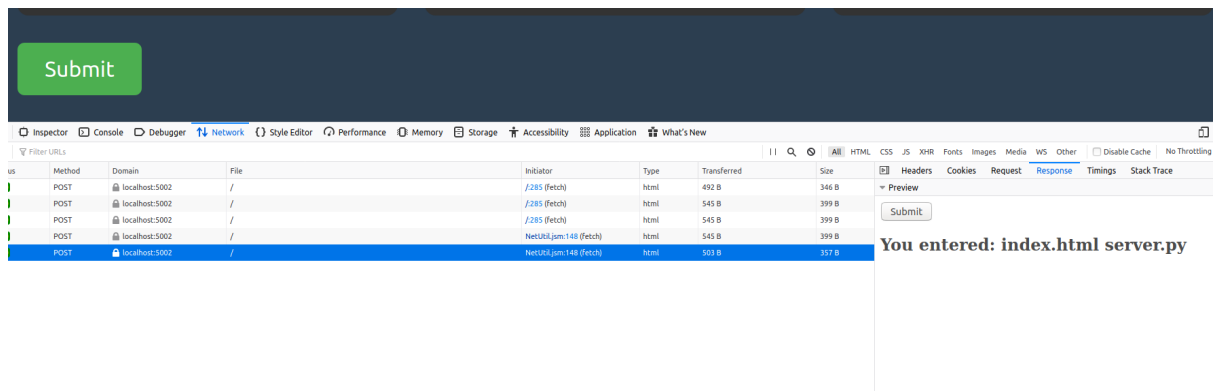 Submit
Inspector Console Debugger Network Style Editor Performance Memory Storage Accessibility Application What's New
Filter URLs All HTML CSS JS XHR Fonts Images Media WS Other Disable Cache No Throttling
us Method Domain File Initiator Type Transferred Size Headers Cookies Request Response Timings Stack Trace
POST localhost:5002 / /:285 (fetch) html 492 B 346 B
POST localhost:5002 / /:285 (fetch) html 545 B 399 B
POST localhost:5002 / /:285 (fetch) html 545 B 399 B
POST localhost:5002 / NetUtil.jsm:148 (fetch) html 545 B 399 B
POST localhost:5002 / NetUtil.jsm:148 (fetch) html 503 B 357 B
Preview
Submit
You entered: index.html server.py